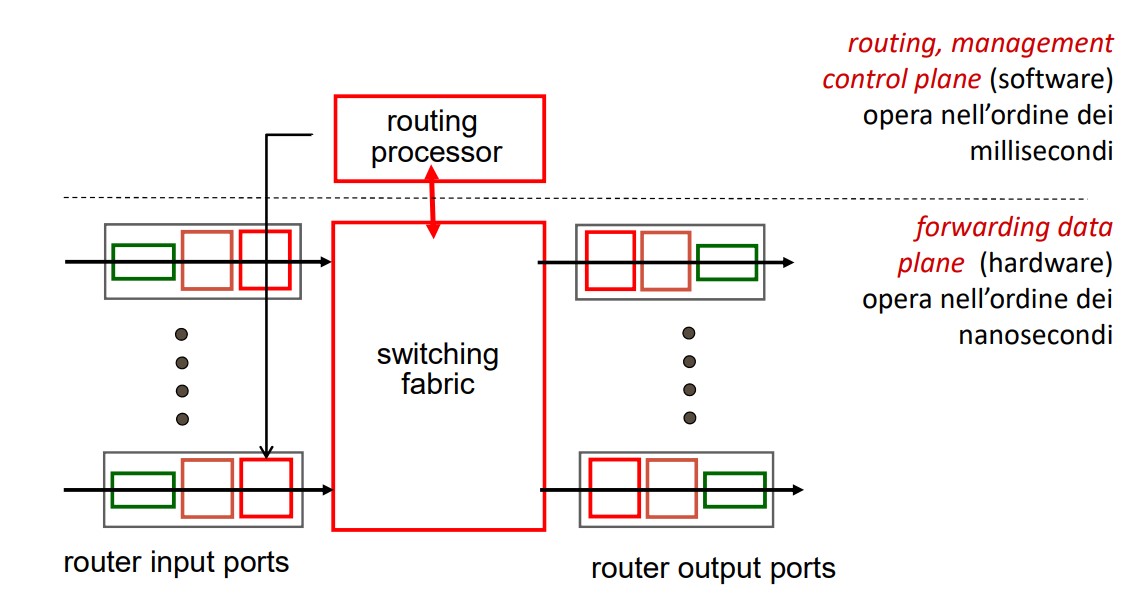 routing, management
control plane (software)
opera nell’ordine dei
millisecondi
routing
processor
forwarding data
plane (hardware)
opera nell’ordine dei
nanosecondi
switching
fabric
router input ports
router output ports